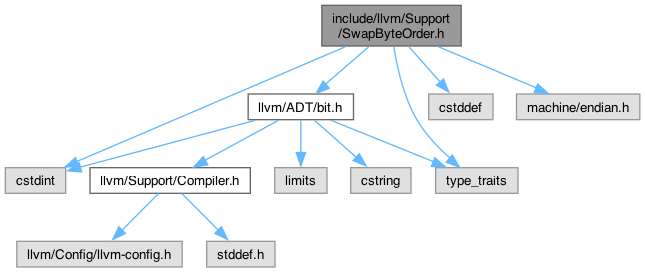 include/llvm/Support
/SwapByteOrder.h
llvm/ADT/bit.h
cstddef
machine/endian.h
cstdint
llvm/Support/Compiler.h
limits
cstring
type_traits
llvm/Config/llvm-config.h
stddef.h